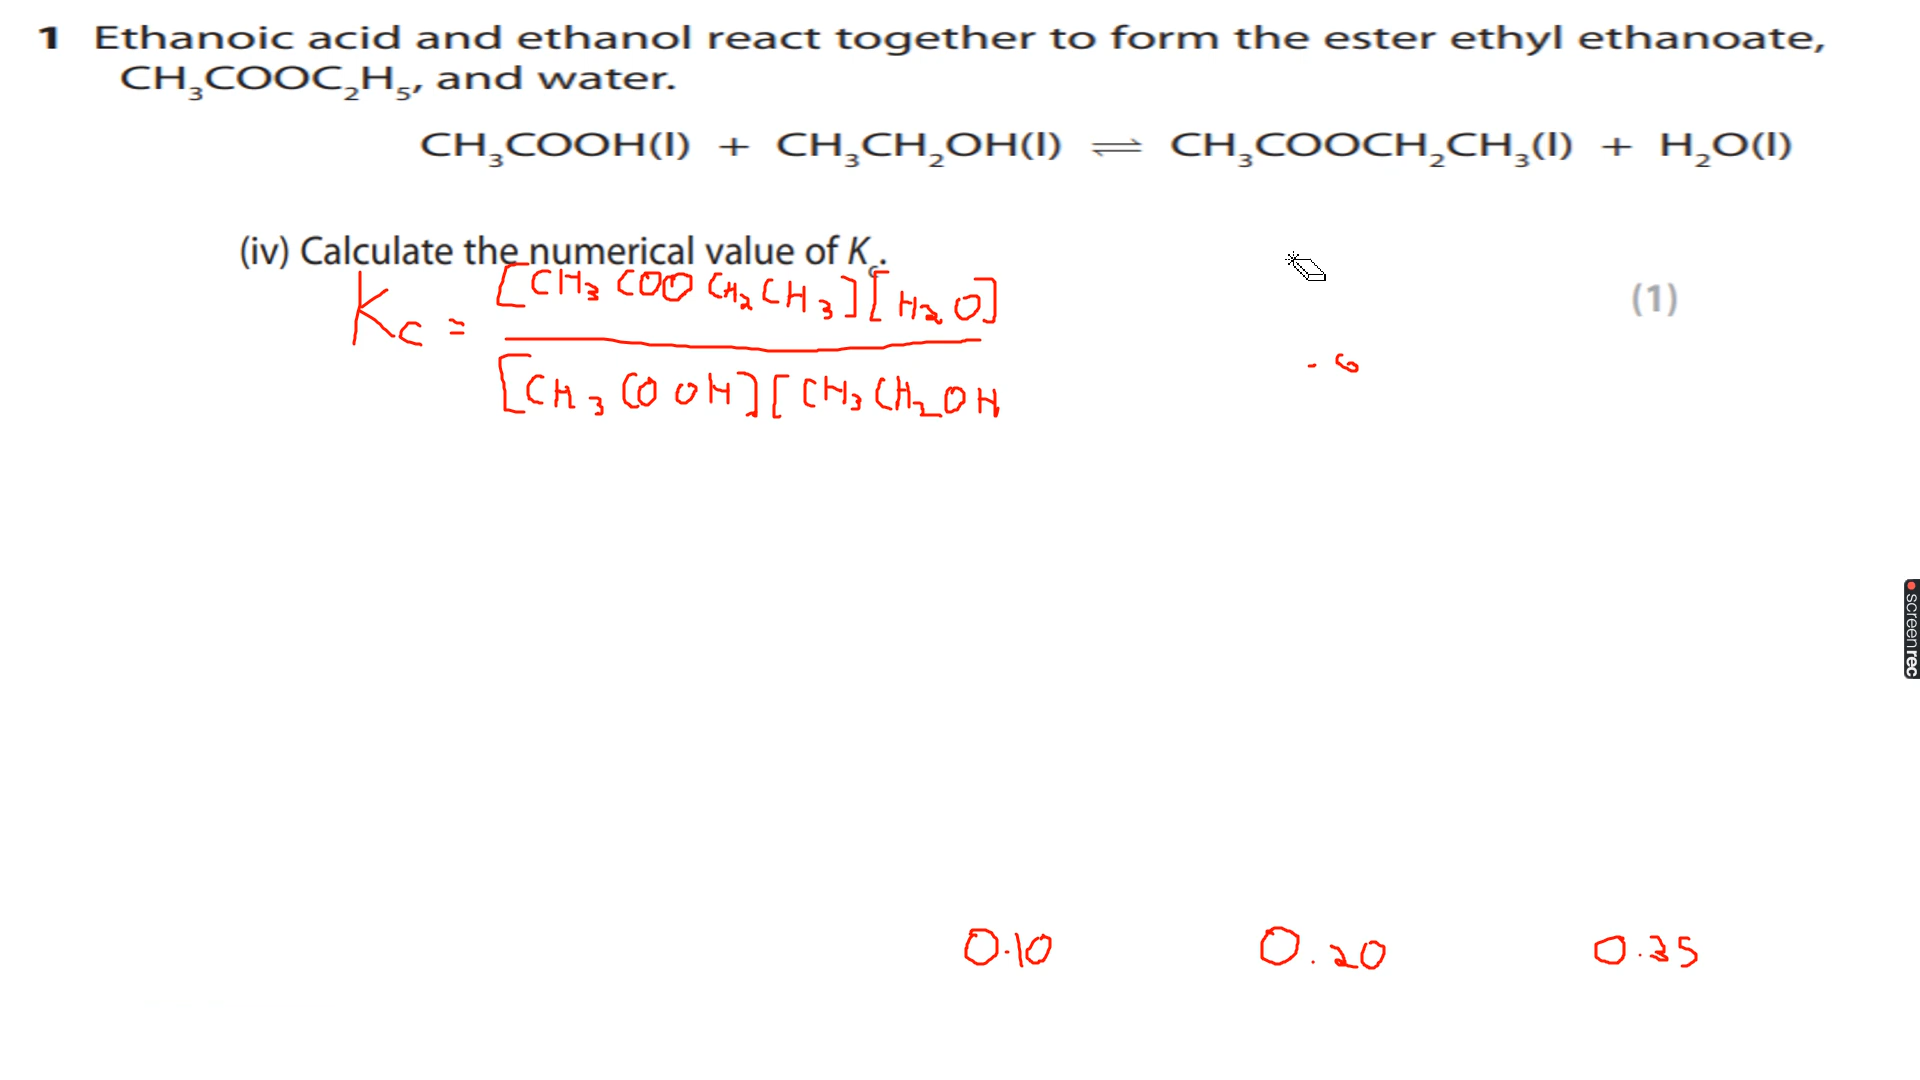 1 Ethanoic acid and ethanol react together to form the ester ethyl ethanoate,
CH₃COOC₂H₅, and water.
CH₃COOH(l) + CH₃CH₂OH(l) ⇌ CH₃COOCH₂CH₃(l) + H₂O(l)
(iv) Calculate the numerical value of K꜀.
(1)
Kc = [CH₃COOCH₂CH₃][H₂O]
[CH₃COOH][CH₃CH₂OH
0.10 0.20 0.35
screenrec